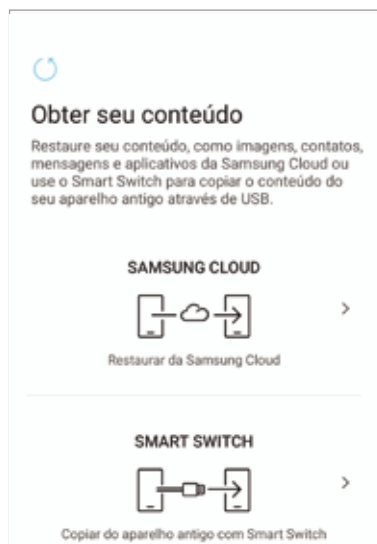 Obter seu conteúdo
Restaure seu conteúdo, como imagens, contatos,
mensagens e aplicativos da Samsung Cloud ou
use o Smart Switch para copiar o conteúdo do
seu aparelho antigo através de USB.
SAMSUNG CLOUD
Restaurar da Samsung Cloud
SMART SWITCH
Copiar do aparelho antigo com Smart Switch